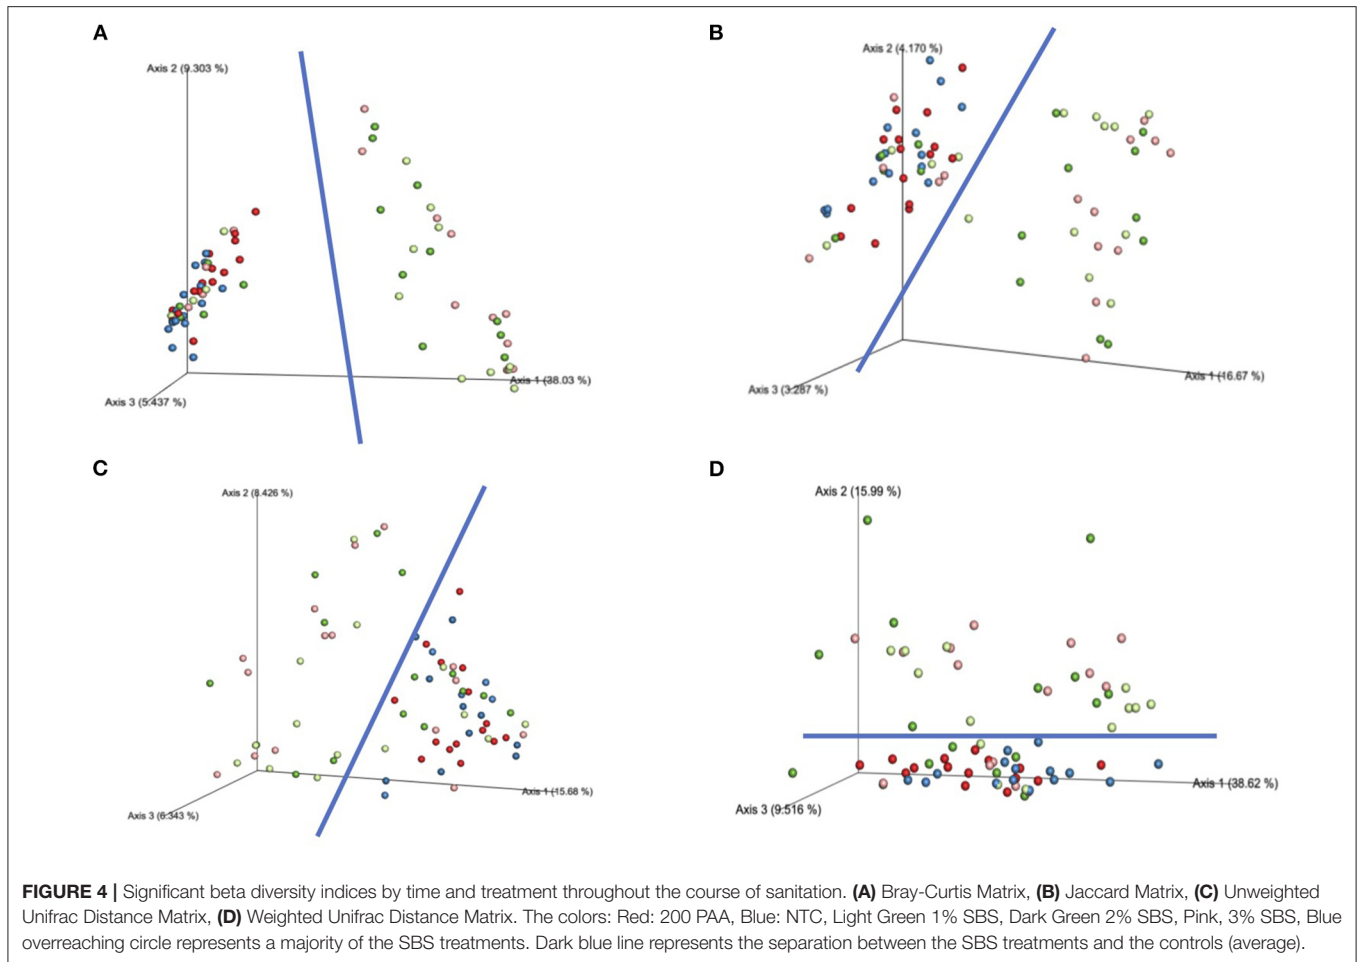 A
B
Axis 2 (9.303 %)
Axis 2 (4.170 %)
Axis 1 (38.03 %)
Axis 3 (5.437 %)
Axis 1 (16.67 %)
Axis 3 (3.287 %)
C
D
Axis 2 (8.426 %)
Axis 2 (15.99 %)
Axis 1 (15.68 %)
Axis 3 (6.343 %)
Axis 1 (38.62 %)
Axis 3 (9.516 %)
FIGURE 4 | Significant beta diversity indices by time and treatment throughout the course of sanitation. (A) Bray-Curtis Matrix, (B) Jaccard Matrix, (C) Unweighted
Unifrac Distance Matrix, (D) Weighted Unifrac Distance Matrix. The colors: Red: 200 PAA, Blue: NTC, Light Green 1% SBS, Dark Green 2% SBS, Pink, 3% SBS, Blue
overreaching circle represents a majority of the SBS treatments. Dark blue line represents the separation between the SBS treatments and the controls (average).